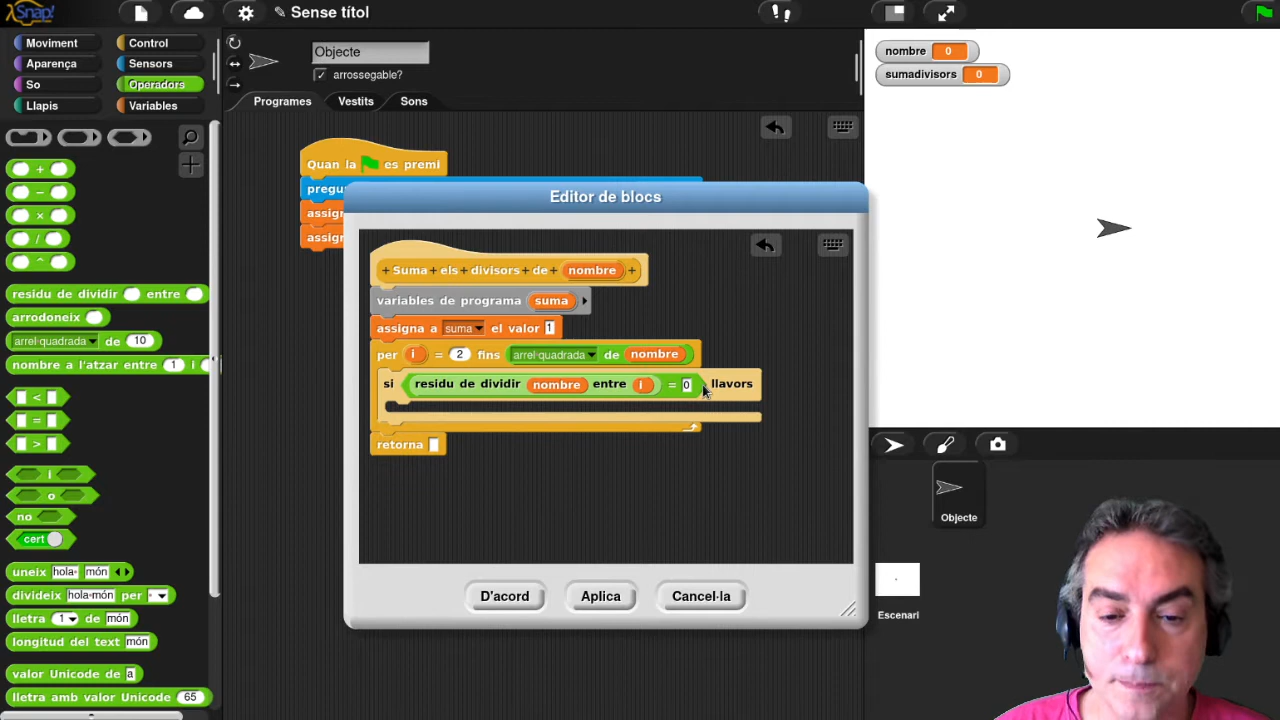 Snap!
✎ Sense títol
Moviment
Control
Aparença
Sensors
So
Operadors
Llapis
Variables
Objecte
arrossegable?
Programes
Vestits
Sons
+
−
×
/
^
residu de dividir entre
arrodoneix
arrel quadrada de 10
nombre a l'atzar entre 1 i
<
=
>
i
o
no
cert
uneix hola· món
divideix hola·món per
lletra 1 de món
longitud del text món
valor Unicode de a
lletra amb valor Unicode 65
Quan la es premi
pregu
assig
assig
Editor de blocs
+ Suma + els + divisors + de + nombre +
variables de programa suma
assigna a suma el valor 1
per i = 2 fins arrel quadrada de nombre
si residu de dividir nombre entre i = 0 llavors
retorna
D'acord
Aplica
Cancel·la
nombre 0
sumadivisors 0
Objecte
Escenari